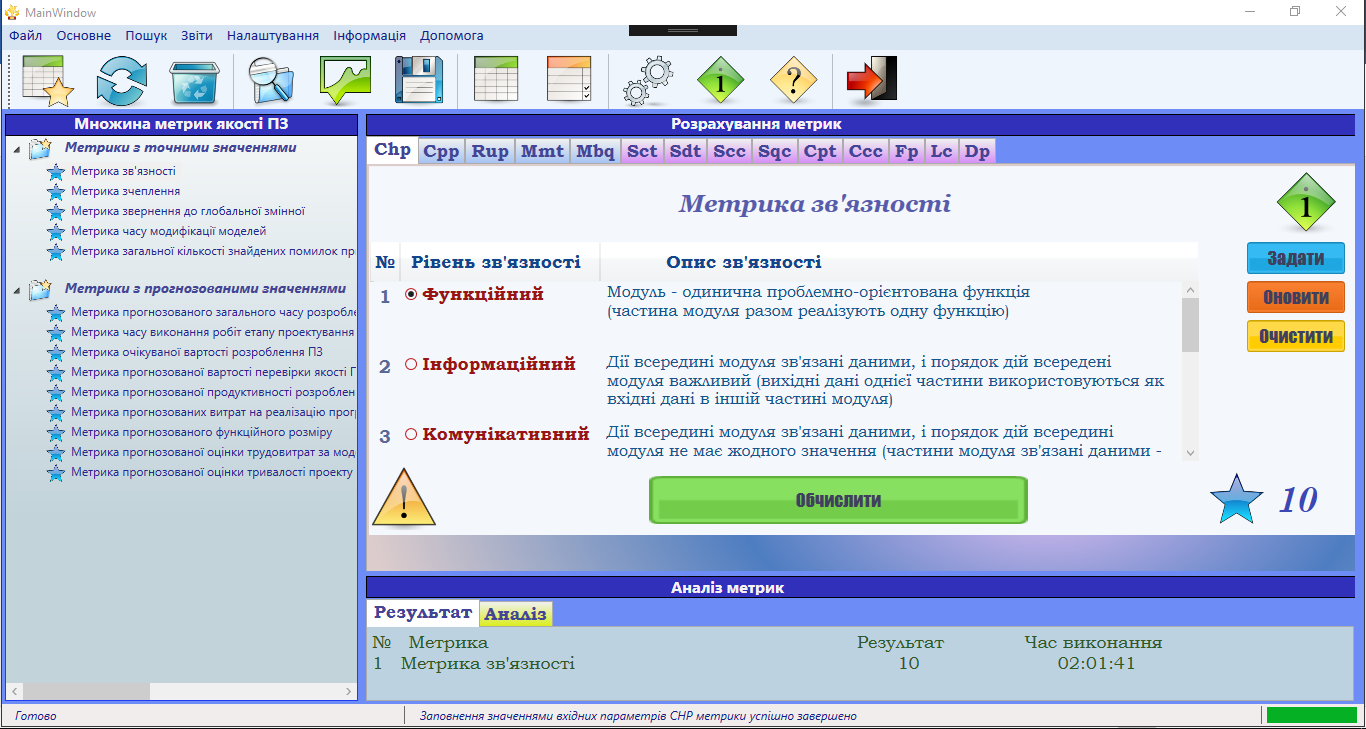 MainWindow
Файл Основне Пошук Звіти Налаштування Інформація Допомога
Множина метрик якості ПЗ
Метрики з точними значеннями
Метрика зв'язності
Метрика зчеплення
Метрика звернення до глобальної змінної
Метрика часу модифікації моделей
Метрика загальної кількості знайдених помилок пр
Метрики з прогнозованими значеннями
Метрика прогнозованого загального часу розробле
Метрика часу виконання робіт етапу проектування
Метрика очікуваної вартості розроблення ПЗ
Метрика прогнозованої вартості перевірки якості П
Метрика прогнозованої продуктивності розроблен
Метрика прогнозованих витрат на реалізацію прог
Метрика прогнозованого функційного розміру
Метрика прогнозованої оцінки трудовитрат за мод
Метрика прогнозованої оцінки тривалості проекту
Розрахування метрик
Chp Cpp Rup Mmt Mbq Sct Sdt Scc Sqc Cpt Ccc Fp Lc Dp
Метрика зв'язності
№ Рівень зв'язності Опис зв'язності
1 Функційний Модуль - одинична проблемно-орієнтована функція
(частина модуля разом реалізують одну функцію)
2 Інформаційний Дії всередині модуля зв'язані даними, і порядок дій всередені
модуля важливий (вихідні дані однієї частини використовуються як
вхідні дані в іншій частині модуля)
3 Комунікативний Дії всередині модуля зв'язані даними, і порядок дій всередині
модуля не має жодного значення (частини модуля зв'язані даними -
Задати
Оновити
Очистити
Обчислити
10
Аналіз метрик
Результат Аналіз
№ Метрика Результат Час виконання
1 Метрика зв'язності 10 02:01:41
Готово Заповнення значеннями вхідних параметрів CHP метрики успішно завершено